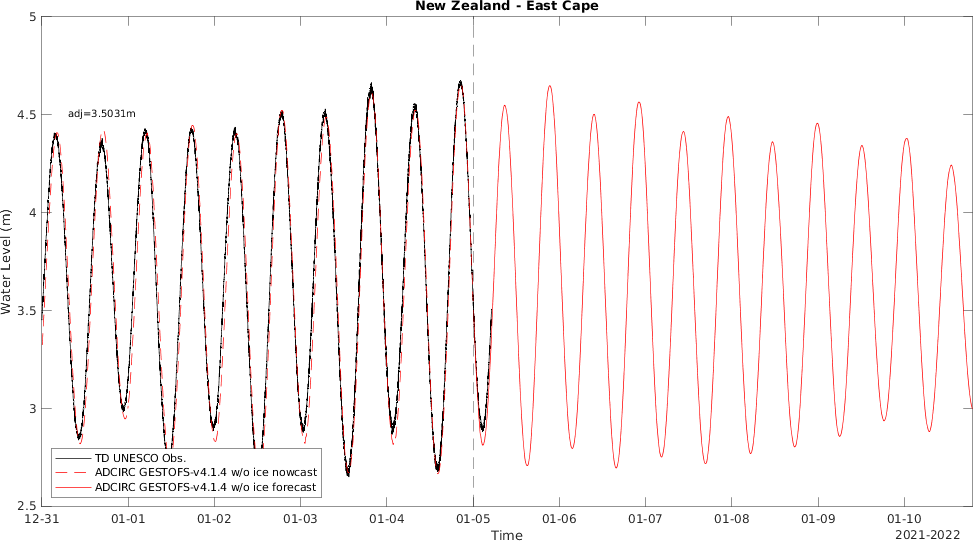 New Zealand - East Cape
5
4.5
4
3.5
3
2.5
Water Level (m)
adj=3.5031m
TD UNESCO Obs.
ADCIRC GESTOFS-v4.1.4 w/o ice nowcast
ADCIRC GESTOFS-v4.1.4 w/o ice forecast
12-31 01-01 01-02 01-03 01-04 01-05 01-06 01-07 01-08 01-09 01-10
Time
2021-2022